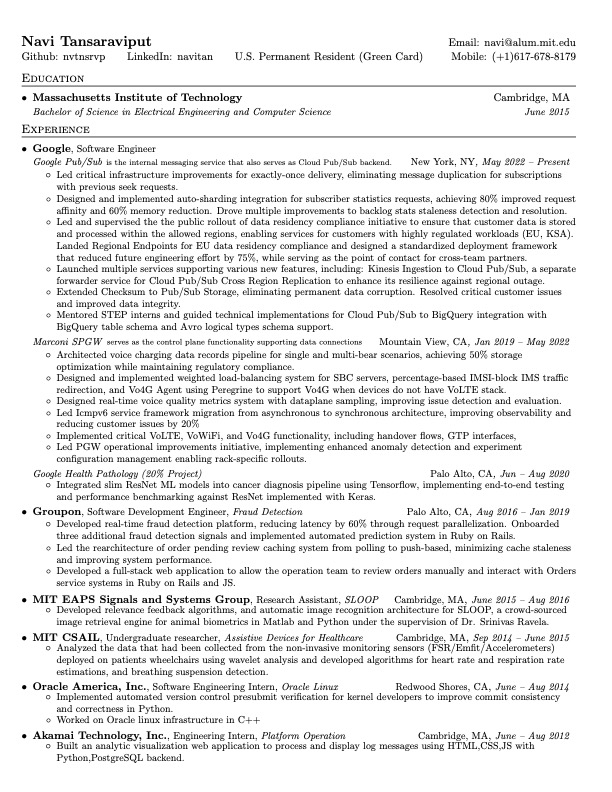 Navi Tansaraviput Email: navi@alum.mit.edu
Github: nvtnsrvp LinkedIn: navitan U.S. Permanent Resident (Green Card) Mobile: (+1)617-678-8179
Education
• Massachusetts Institute of Technology Cambridge, MA
Bachelor of Science in Electrical Engineering and Computer Science June 2015
Experience
• Google, Software Engineer
Google Pub/Sub is the internal messaging service that also serves as Cloud Pub/Sub backend. New York, NY, May 2022 – Present
◦ Led critical infrastructure improvements for exactly-once delivery, eliminating message duplication for subscriptions
with previous seek requests.
◦ Designed and implemented auto-sharding integration for subscriber statistics requests, achieving 80% improved request
affinity and 60% memory reduction. Drove multiple improvements to backlog stats staleness detection and resolution.
◦ Led and supervised the the public rollout of data residency compliance initiative to ensure that customer data is stored
and processed within the allowed regions, enabling services for customers with highly regulated workloads (EU, KSA).
Landed Regional Endpoints for EU data residency compliance and designed a standardized deployment framework
that reduced future engineering effort by 75%, while serving as the point of contact for cross-team partners.
◦ Launched multiple services supporting various new features, including: Kinesis Ingestion to Cloud Pub/Sub, a separate
forwarder service for Cloud Pub/Sub Cross Region Replication to enhance its resilience against regional outage.
◦ Extended Checksum to Pub/Sub Storage, eliminating permanent data corruption. Resolved critical customer issues
and improved data integrity.
◦ Mentored STEP interns and guided technical implementations for Cloud Pub/Sub to BigQuery integration with
BigQuery table schema and Avro logical types schema support.
Marconi SPGW serves as the control plane functionality supporting data connections Mountain View, CA, Jan 2019 – May 2022
◦ Architected voice charging data records pipeline for single and multi-bear scenarios, achieving 50% storage
optimization while maintaining regulatory compliance.
◦ Designed and implemented weighted load-balancing system for SBC servers, percentage-based IMSI-block IMS traffic
redirection, and Vo4G Agent using Peregrine to support Vo4G when devices do not have VoLTE stack.
◦ Designed real-time voice quality metrics system with dataplane sampling, improving issue detection and evaluation.
◦ Led Icmpv6 service framework migration from asynchronous to synchronous architecture, improving observability and
reducing customer issues by 20%
◦ Implemented critical VoLTE, VoWiFi, and Vo4G functionality, including handover flows, GTP interfaces,
◦ Led PGW operational improvements initiative, implementing enhanced anomaly detection and experiment
configuration management enabling rack-specific rollouts.
Google Health Pathology (20% Project) Palo Alto, CA, Jun – Aug 2020
◦ Integrated slim ResNet ML models into cancer diagnosis pipeline using Tensorflow, implementing end-to-end testing
and performance benchmarking against ResNet implemented with Keras.
• Groupon, Software Development Engineer, Fraud Detection Palo Alto, CA, Aug 2016 – Jan 2019
◦ Developed real-time fraud detection platform, reducing latency by 60% through request parallelization. Onboarded
three additional fraud detection signals and implemented automated prediction system in Ruby on Rails.
◦ Led the rearchitecture of order pending review caching system from polling to push-based, minimizing cache staleness
and improving system performance.
◦ Developed a full-stack web application to allow the operation team to review orders manually and interact with Orders
service systems in Ruby on Rails and JS.
• MIT EAPS Signals and Systems Group, Research Assistant, SLOOP Cambridge, MA, June 2015 – Aug 2016
◦ Developed relevance feedback algorithms, and automatic image recognition architecture for SLOOP, a crowd-sourced
image retrieval engine for animal biometrics in Matlab and Python under the supervision of Dr. Srinivas Ravela.
• MIT CSAIL, Undergraduate researcher, Assistive Devices for Healthcare Cambridge, MA, Sep 2014 – June 2015
◦ Analyzed the data that had been collected from the non-invasive monitoring sensors (FSR/Emfit/Accelerometers)
deployed on patients wheelchairs using wavelet analysis and developed algorithms for heart rate and respiration rate
estimations, and breathing suspension detection.
• Oracle America, Inc., Software Engineering Intern, Oracle Linux Redwood Shores, CA, June – Aug 2014
◦ Implemented automated version control presubmit verification for kernel developers to improve commit consistency
and correctness in Python.
◦ Worked on Oracle linux infrastructure in C++
• Akamai Technology, Inc., Engineering Intern, Platform Operation Cambridge, MA, June – Aug 2012
◦ Built an analytic visualization web application to process and display log messages using HTML,CSS,JS with
Python,PostgreSQL backend.